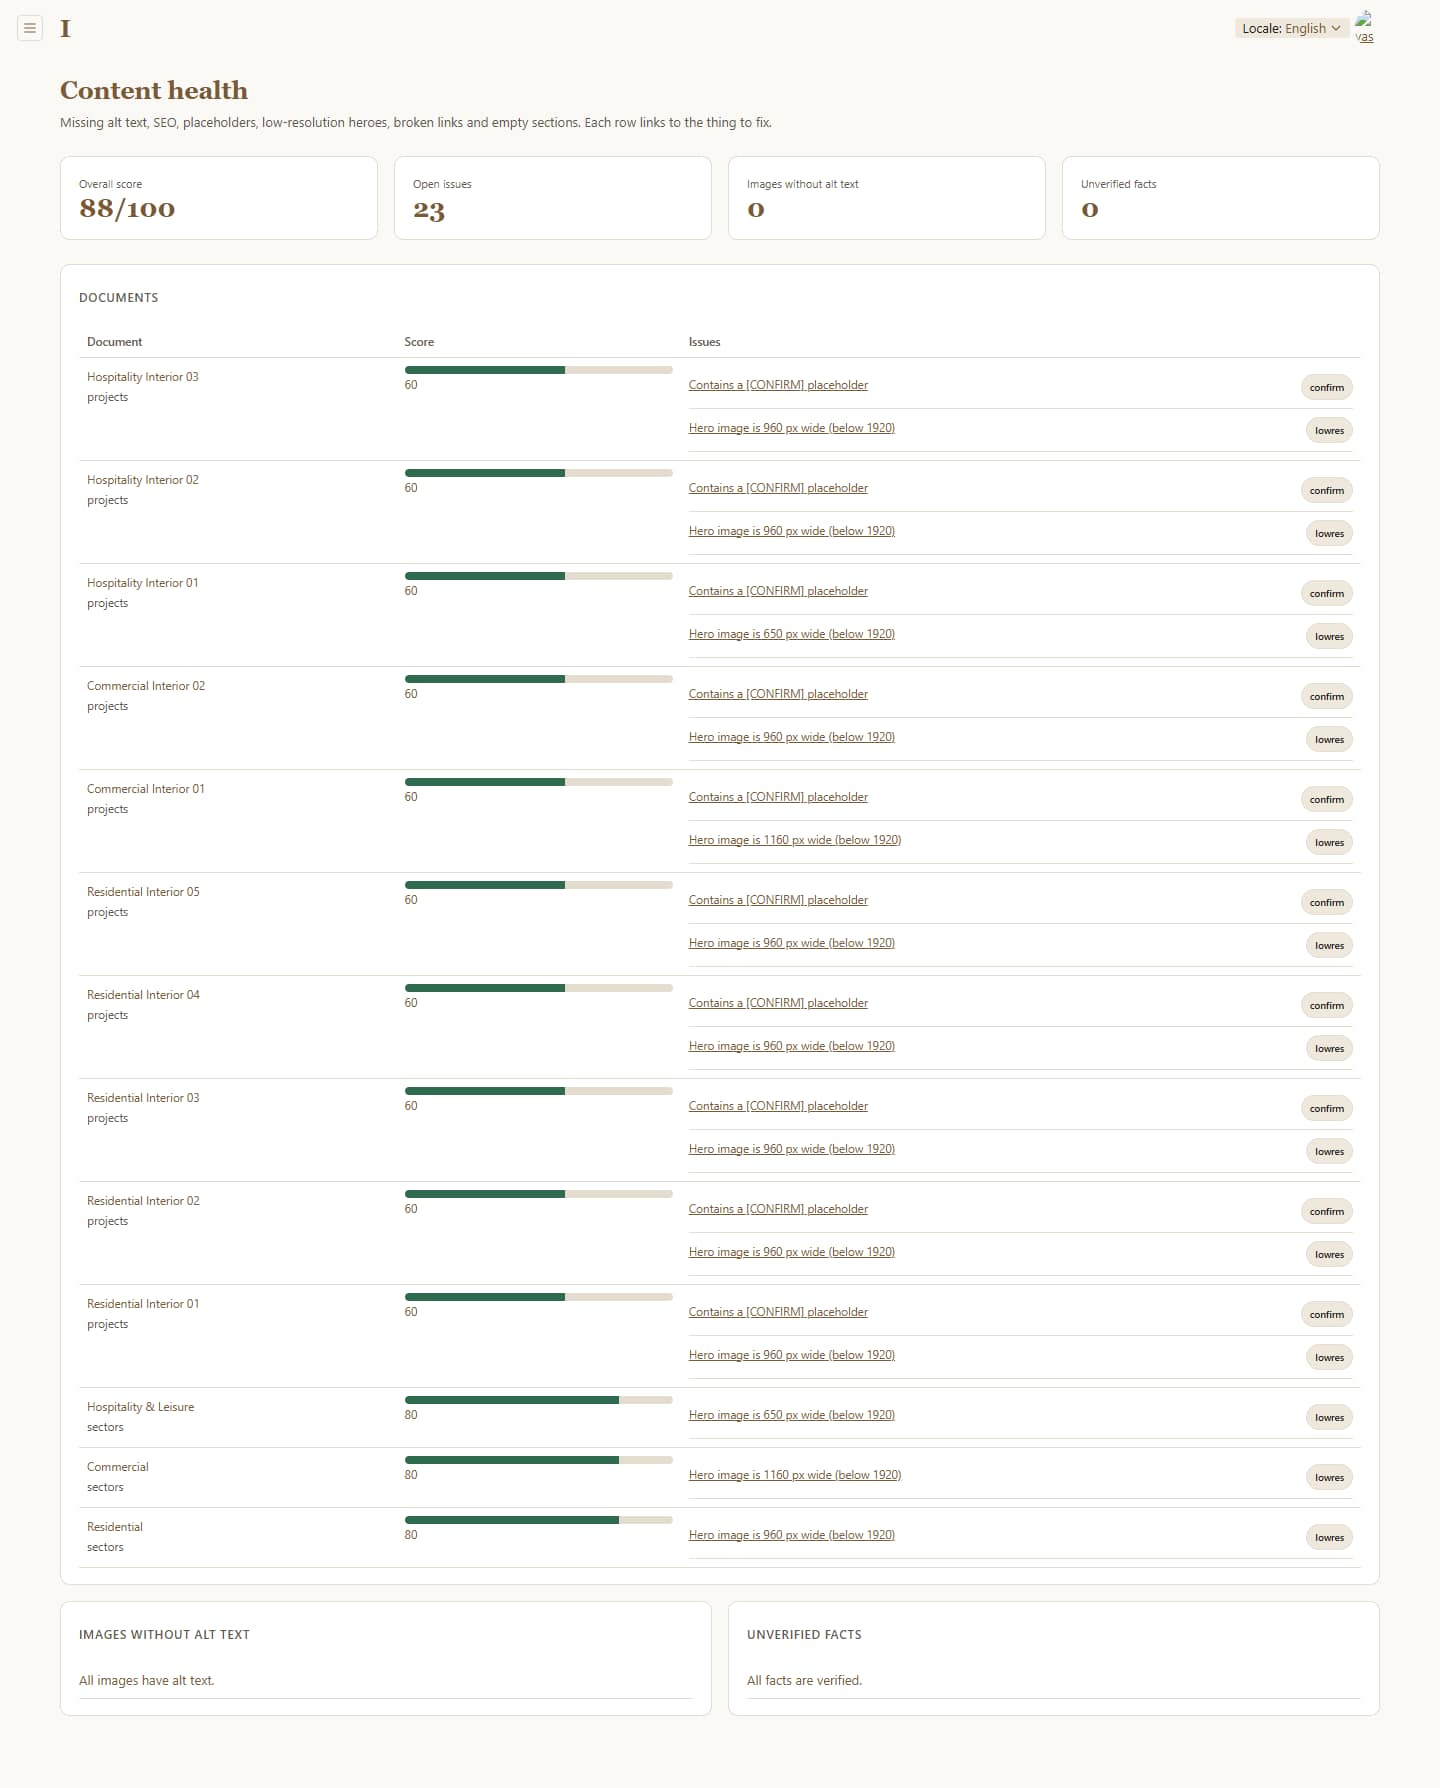 I
Locale: English
vas
Content health
Missing alt text, SEO, placeholders, low-resolution heroes, broken links and empty sections. Each row links to the thing to fix.
Overall score
88/100
Open issues
23
Images without alt text
0
Unverified facts
0
DOCUMENTS
Document Score Issues
Hospitality Interior 03
projects
60
Contains a [CONFIRM] placeholder confirm
Hero image is 960 px wide (below 1920) lowres
Hospitality Interior 02
projects
60
Contains a [CONFIRM] placeholder confirm
Hero image is 960 px wide (below 1920) lowres
Hospitality Interior 01
projects
60
Contains a [CONFIRM] placeholder confirm
Hero image is 650 px wide (below 1920) lowres
Commercial Interior 02
projects
60
Contains a [CONFIRM] placeholder confirm
Hero image is 960 px wide (below 1920) lowres
Commercial Interior 01
projects
60
Contains a [CONFIRM] placeholder confirm
Hero image is 1160 px wide (below 1920) lowres
Residential Interior 05
projects
60
Contains a [CONFIRM] placeholder confirm
Hero image is 960 px wide (below 1920) lowres
Residential Interior 04
projects
60
Contains a [CONFIRM] placeholder confirm
Hero image is 960 px wide (below 1920) lowres
Residential Interior 03
projects
60
Contains a [CONFIRM] placeholder confirm
Hero image is 960 px wide (below 1920) lowres
Residential Interior 02
projects
60
Contains a [CONFIRM] placeholder confirm
Hero image is 960 px wide (below 1920) lowres
Residential Interior 01
projects
60
Contains a [CONFIRM] placeholder confirm
Hero image is 960 px wide (below 1920) lowres
Hospitality & Leisure
sectors
80
Hero image is 650 px wide (below 1920) lowres
Commercial
sectors
80
Hero image is 1160 px wide (below 1920) lowres
Residential
sectors
80
Hero image is 960 px wide (below 1920) lowres
IMAGES WITHOUT ALT TEXT
All images have alt text.
UNVERIFIED FACTS
All facts are verified.